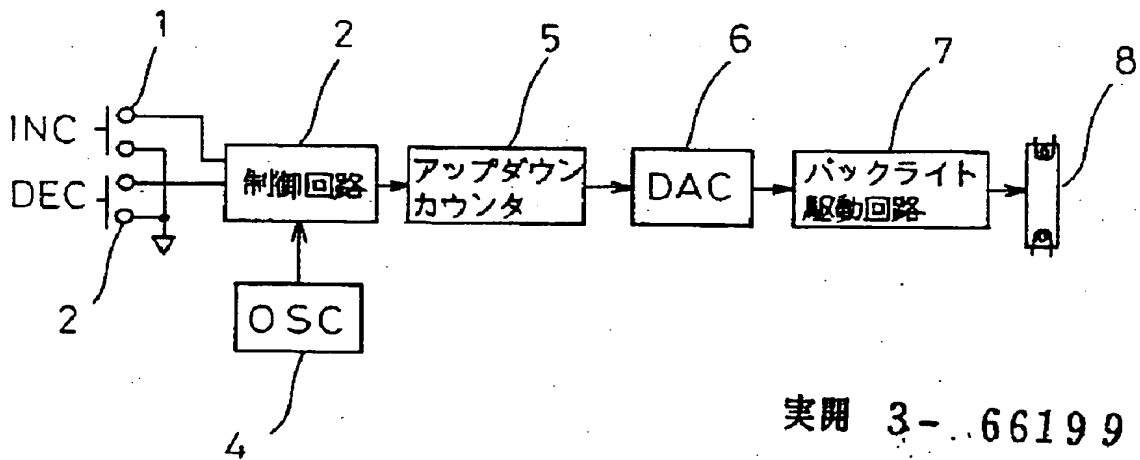 1
INC
DEC
2
2
制御回路
OSC
4
5
アップダウン
カウンタ
6
DAC
7
バックライト
駆動回路
8
実開 3-66199